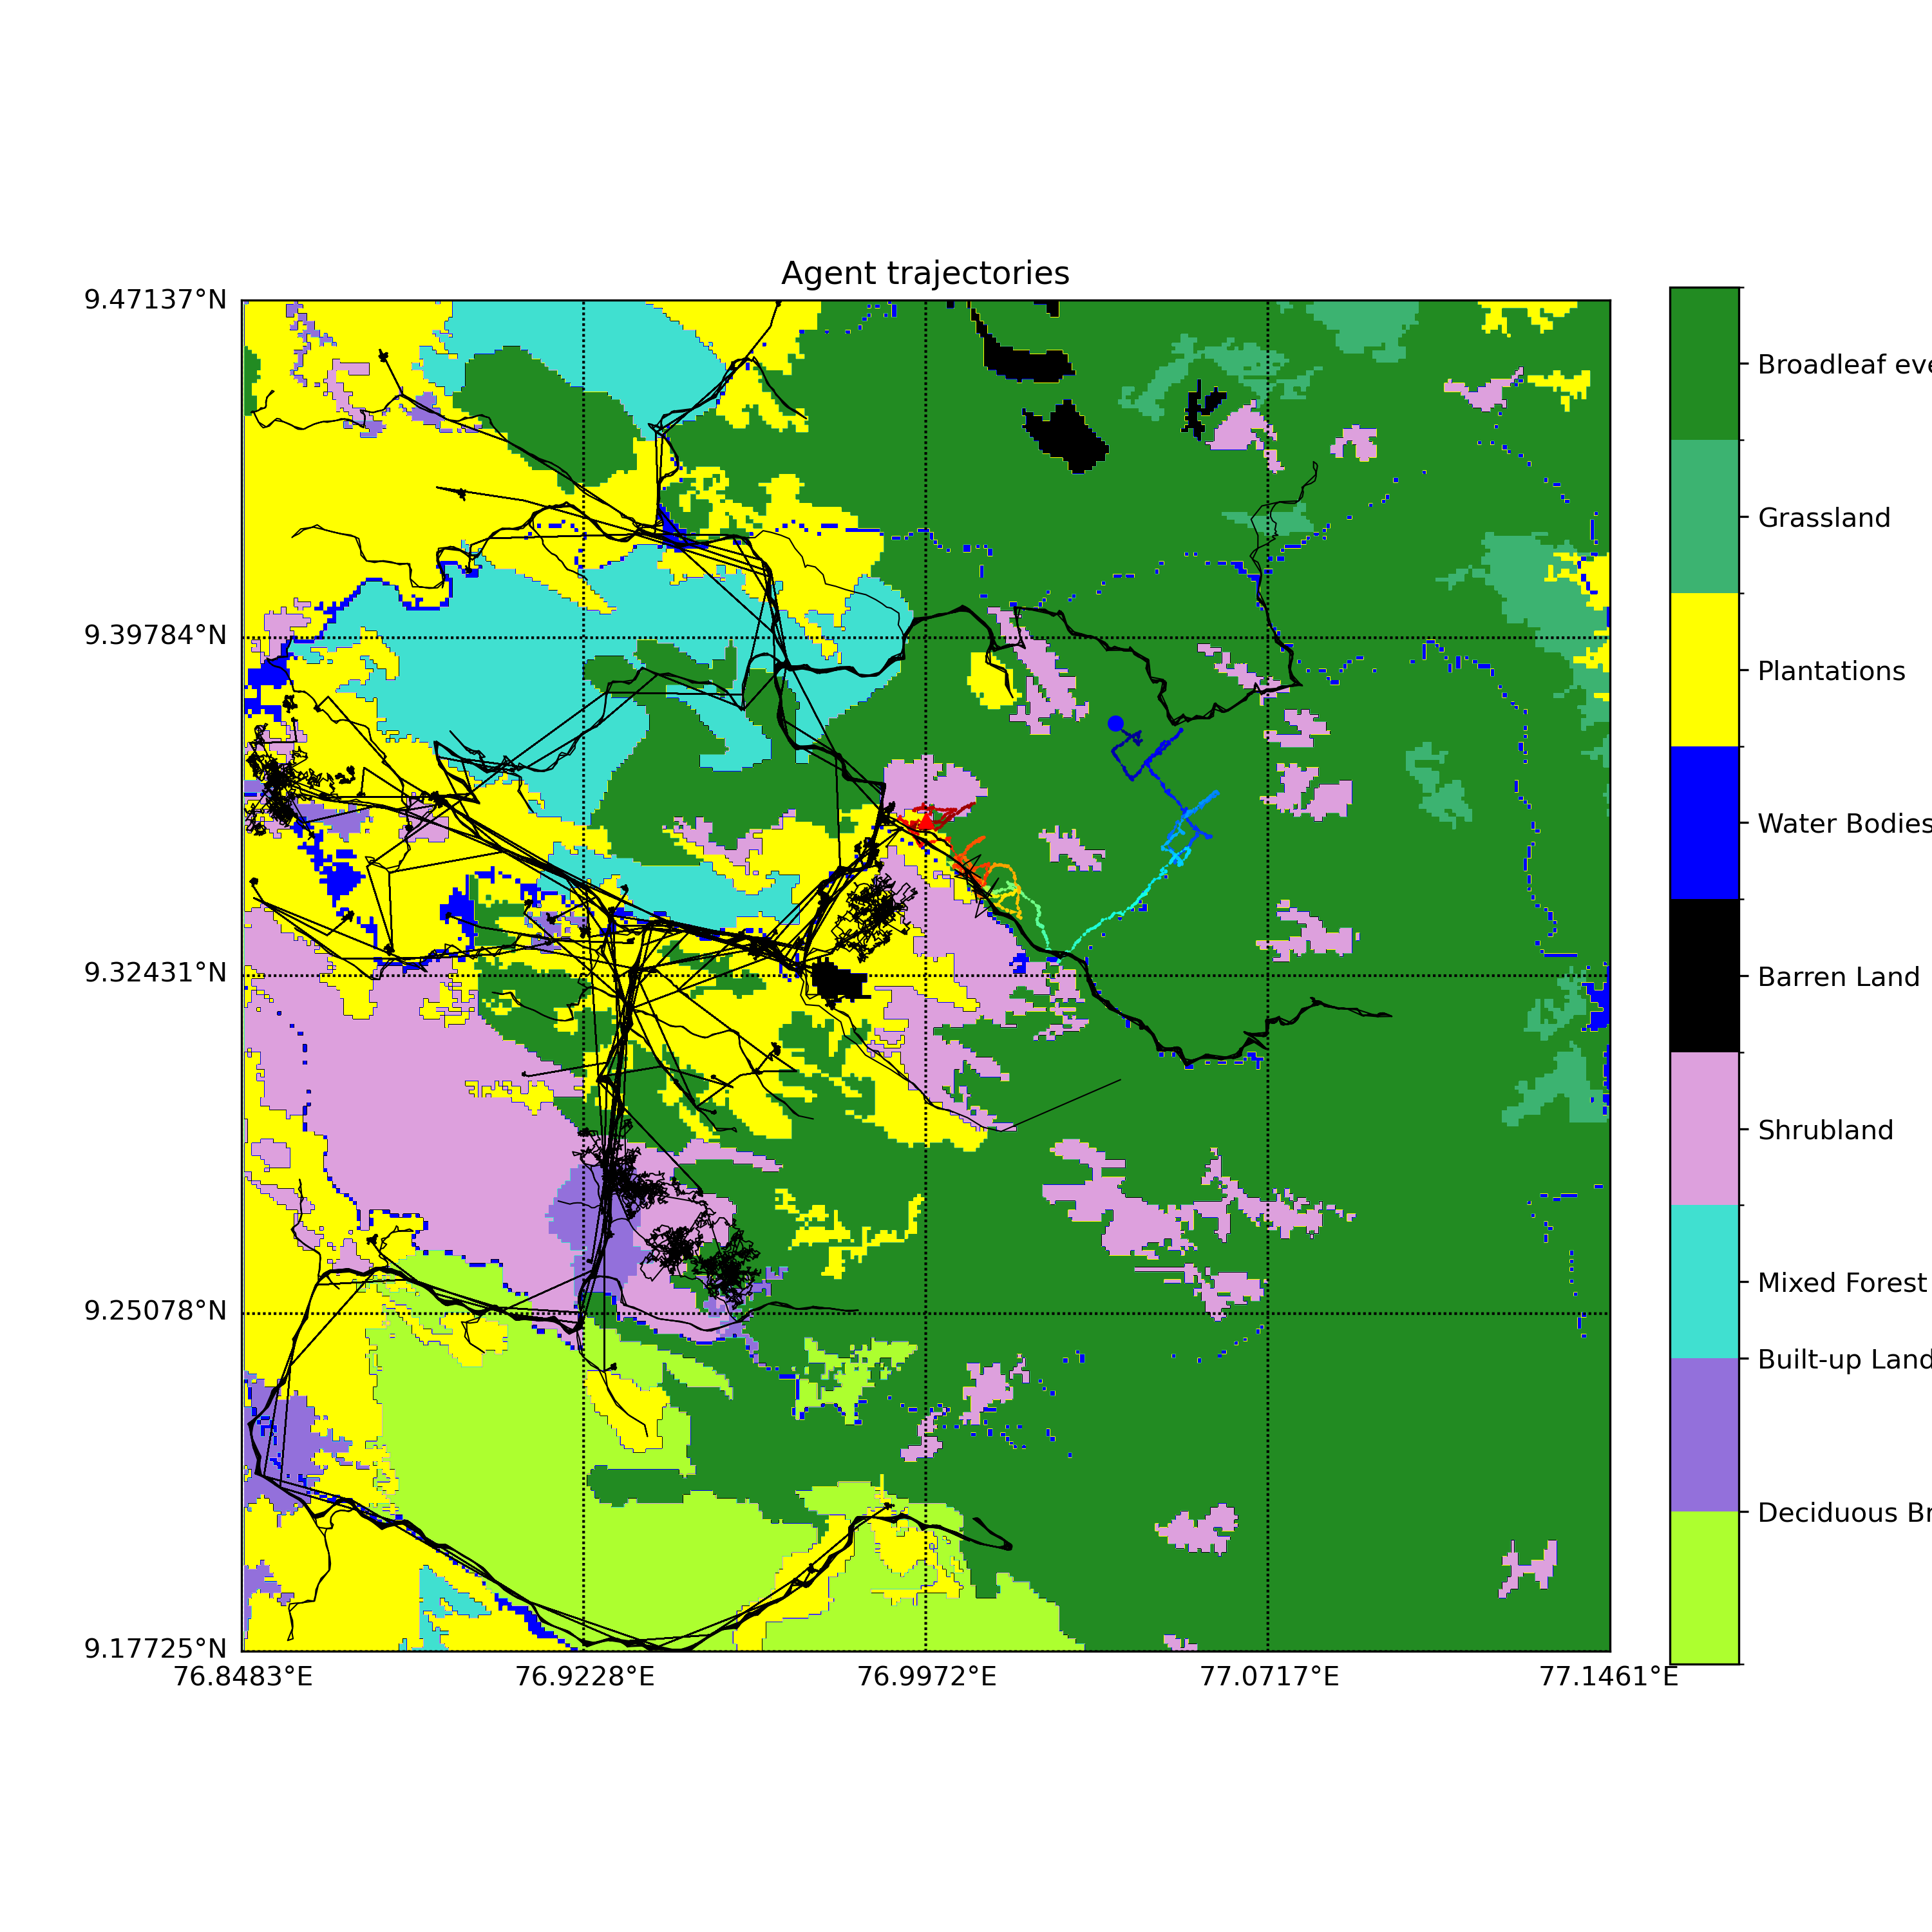 Agent trajectories
9.47137°N
9.39784°N
9.32431°N
9.25078°N
9.17725°N
76.8483°E
76.9228°E
76.9972°E
77.0717°E
77.1461°E
Broadleaf eve
Grassland
Plantations
Water Bodies
Barren Land
Shrubland
Mixed Forest
Built-up Land
Deciduous Br